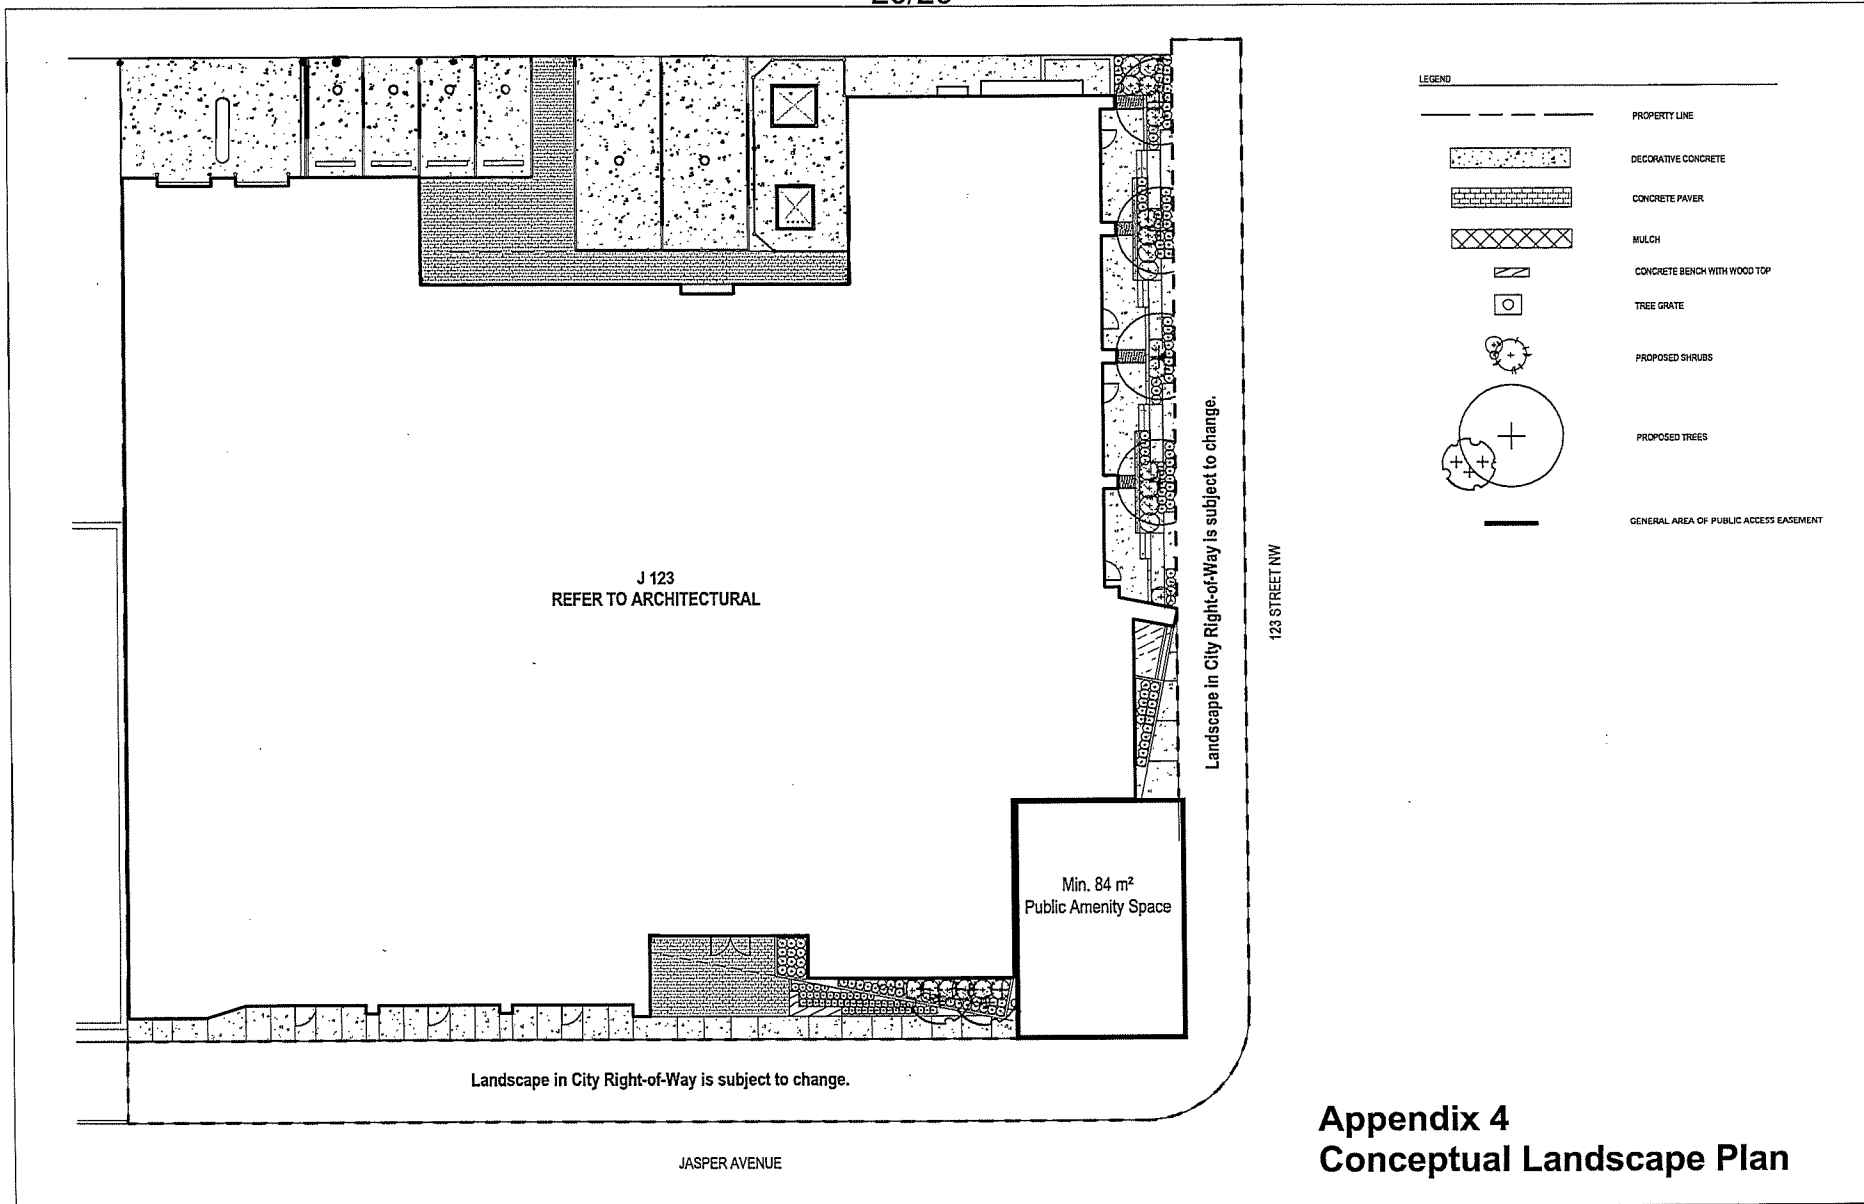 LEGEND
PROPERTY LINE
DECORATIVE CONCRETE
CONCRETE PAVER
MULCH
CONCRETE BENCH WITH WOOD TOP
TREE GRATE
PROPOSED SHRUBS
PROPOSED TREES
GENERAL AREA OF PUBLIC ACCESS EASEMENT
J 123
REFER TO ARCHITECTURAL
Landscape in City Right-of-Way is subject to change.
123 STREET NW
Min. 84 m²
Public Amenity Space
Landscape in City Right-of-Way is subject to change.
JASPER AVENUE
Appendix 4
Conceptual Landscape Plan